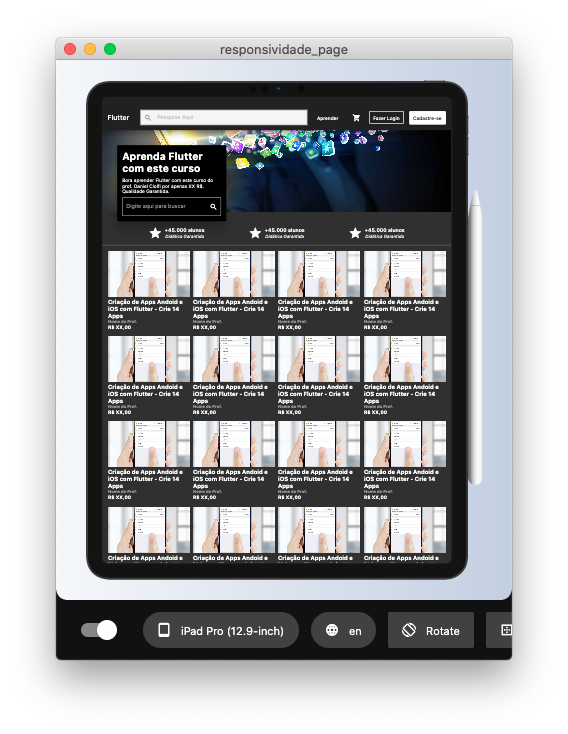 responsividade_page
Flutter
Pesquise Aqui
Aprender
Fazer Login
Cadastre-se
Aprenda Flutter
com este curso
Bora aprender Flutter com este curso do
prof. Daniel Ciolfi por apenas XX R$.
Qualidade Garantida.
Digite aqui para buscar
+45.000 alunos
Didática Garantida
+45.000 alunos
Didática Garantida
+45.000 alunos
Didática Garantida
Criação de Apps Andoid e
iOS com Flutter - Crie 14
Apps
Nome do Prof.
R$ XX,00
Criação de Apps Andoid e
iOS com Flutter - Crie 14
Apps
Nome do Prof.
R$ XX,00
Criação de Apps Andoid e
iOS com Flutter - Crie 14
Apps
Nome do Prof.
R$ XX,00
Criação de Apps Andoid e
iOS com Flutter - Crie 14
Apps
Nome do Prof.
R$ XX,00
Criação de Apps Andoid e
iOS com Flutter - Crie 14
Apps
Nome do Prof.
R$ XX,00
Criação de Apps Andoid e
iOS com Flutter - Crie 14
Apps
Nome do Prof.
R$ XX,00
Criação de Apps Andoid e
iOS com Flutter - Crie 14
Apps
Nome do Prof.
R$ XX,00
Criação de Apps Andoid e
iOS com Flutter - Crie 14
Apps
Nome do Prof.
R$ XX,00
Criação de Apps Andoid e
iOS com Flutter - Crie 14
Apps
Nome do Prof.
R$ XX,00
Criação de Apps Andoid e
iOS com Flutter - Crie 14
Apps
Nome do Prof.
R$ XX,00
Criação de Apps Andoid e
iOS com Flutter - Crie 14
Apps
Nome do Prof.
R$ XX,00
Criação de Apps Andoid e
iOS com Flutter - Crie 14
Apps
Nome do Prof.
R$ XX,00
Criação de Apps Andoid e
Criação de Apps Andoid e
Criação de Apps Andoid e
Criação de Apps Andoid e
iPad Pro (12.9-inch)
en
Rotate